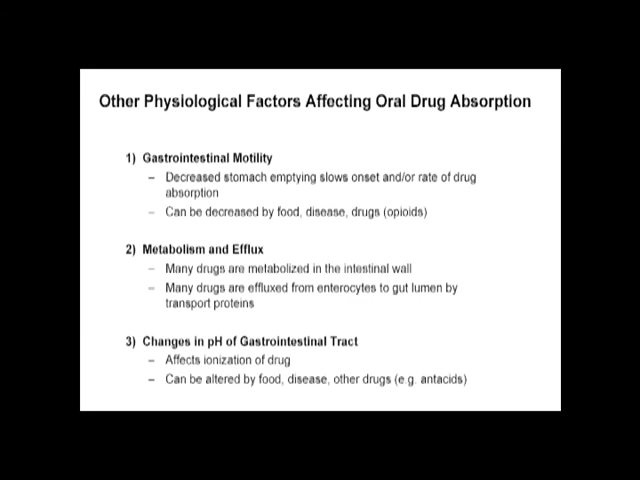 Other Physiological Factors Affecting Oral Drug Absorption
1) Gastrointestinal Motility
– Decreased stomach emptying slows onset and/or rate of drug
absorption
– Can be decreased by food, disease, drugs (opioids)
2) Metabolism and Efflux
– Many drugs are metabolized in the intestinal wall
– Many drugs are effluxed from enterocytes to gut lumen by
transport proteins
3) Changes in pH of Gastrointestinal Tract
– Affects ionization of drug
– Can be altered by food, disease, other drugs (e.g. antacids)